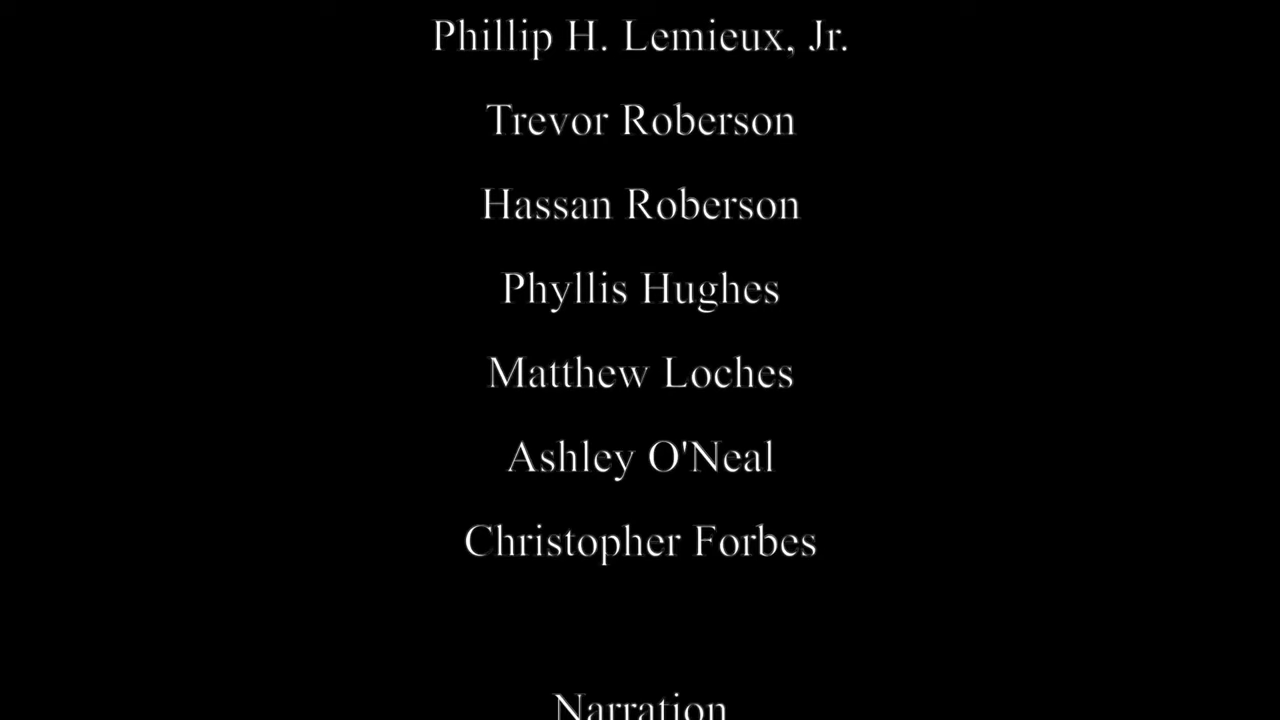 Phillip H. Lemieux, Jr.
Trevor Roberson
Hassan Roberson
Phyllis Hughes
Matthew Loches
Ashley O'Neal
Christopher Forbes
Narration